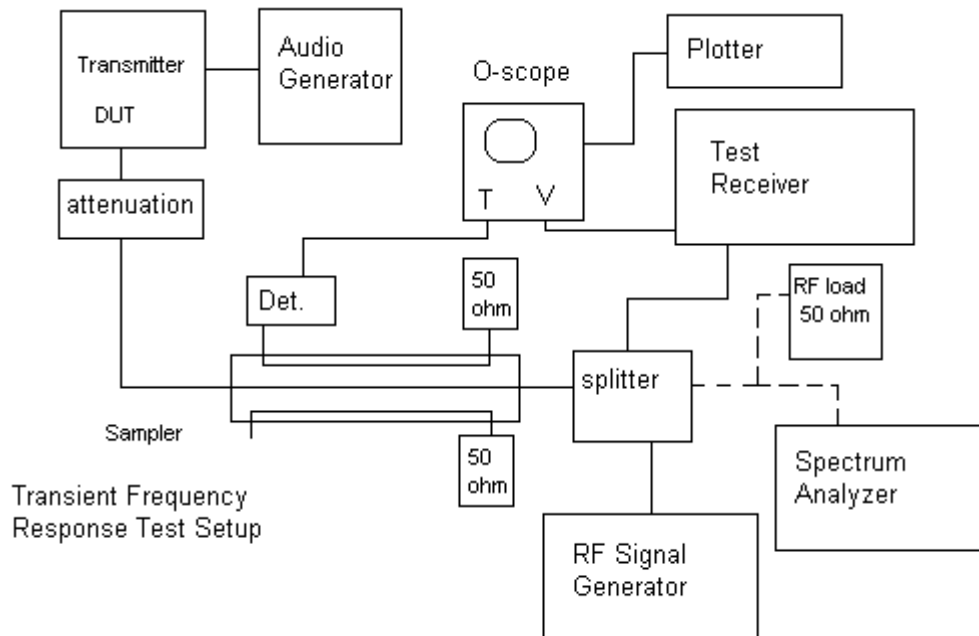 Transmitter
DUT
Audio
Generator
O-scope
T V
Plotter
Test
Receiver
attenuation
Det.
50
ohm
RF load
50 ohm
splitter
Sampler
50
ohm
Spectrum
Analyzer
Transient Frequency
Response Test Setup
RF Signal
Generator